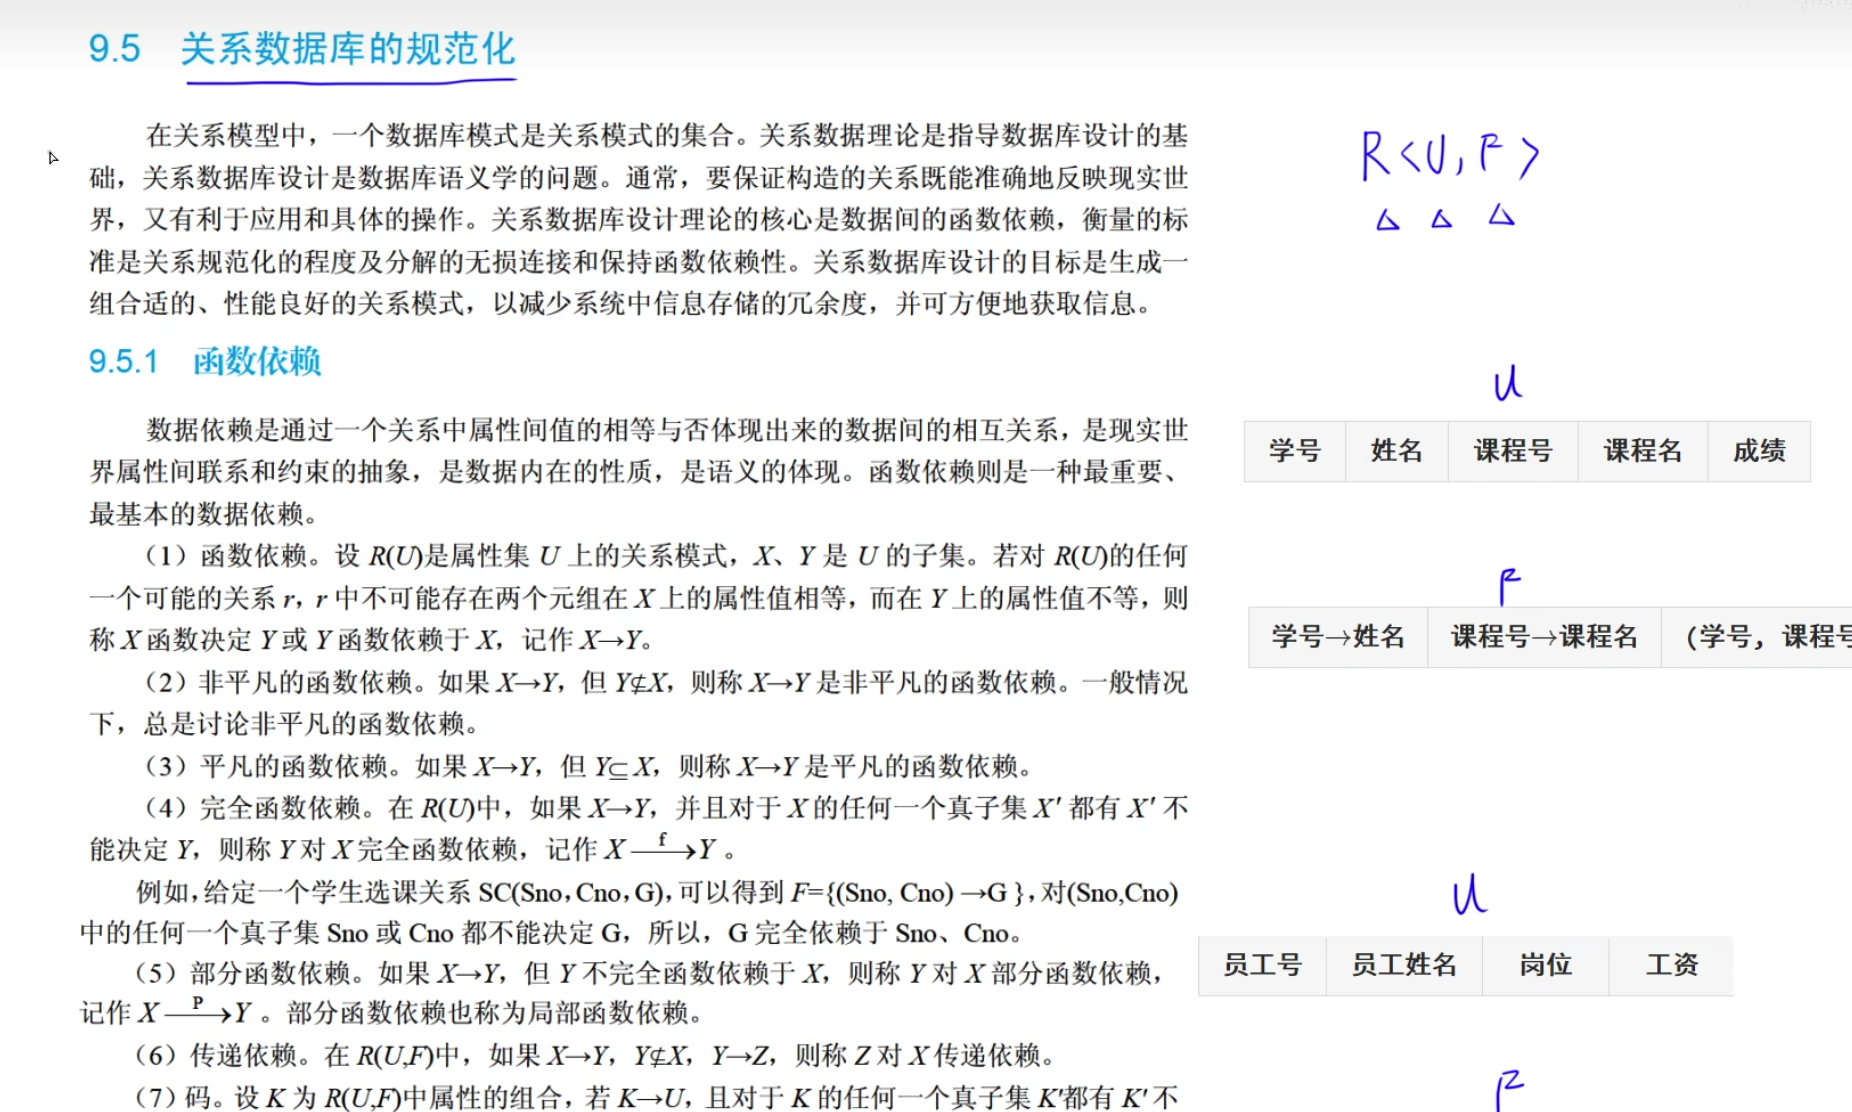 9.5 关系数据库的规范化
在关系模型中，一个数据库模式是关系模式的集合。关系数据理论是指导数据库设计的基
础，关系数据库设计是数据库语义学的问题。通常，要保证构造的关系既能准确地反映现实世
界，又有利于应用和具体的操作。关系数据库设计理论的核心是数据间的函数依赖，衡量的标
准是关系规范化的程度及分解的无损连接和保持函数依赖性。关系数据库设计的目标是生成一
组合适的、性能良好的关系模式，以减少系统中信息存储的冗余度，并可方便地获取信息。
9.5.1 函数依赖
数据依赖是通过一个关系中属性间值的相等与否体现出来的数据间的相互关系，是现实世
界属性间联系和约束的抽象，是数据内在的性质，是语义的体现。函数依赖则是一种最重要、
最基本的数据依赖。
（1）函数依赖。设 R(U)是属性集 U 上的关系模式，X、Y 是 U 的子集。若对 R(U)的任何
一个可能的关系 r，r 中不可能存在两个元组在 X 上的属性值相等，而在 Y 上的属性值不等，则
称 X 函数决定 Y 或 Y 函数依赖于 X，记作 X→Y。
（2）非平凡的函数依赖。如果 X→Y，但 Y⊈X，则称 X→Y 是非平凡的函数依赖。一般情况
下，总是讨论非平凡的函数依赖。
（3）平凡的函数依赖。如果 X→Y，但 Y⊆X，则称 X→Y 是平凡的函数依赖。
（4）完全函数依赖。在 R(U)中，如果 X→Y，并且对于 X 的任何一个真子集 X′ 都有 X′ 不
能决定 Y，则称 Y 对 X 完全函数依赖，记作 X —f→ Y 。
例如，给定一个学生选课关系 SC(Sno，Cno，G)，可以得到 F={(Sno, Cno) →G }，对(Sno,Cno)
中的任何一个真子集 Sno 或 Cno 都不能决定 G，所以，G 完全依赖于 Sno、Cno。
（5）部分函数依赖。如果 X→Y，但 Y 不完全函数依赖于 X，则称 Y 对 X 部分函数依赖，
记作 X —P→ Y 。部分函数依赖也称为局部函数依赖。
（6）传递依赖。在 R(U,F)中，如果 X→Y，Y⊈X，Y→Z，则称 Z 对 X 传递依赖。
（7）码。设 K 为 R(U,F)中属性的组合，若 K→U，且对于 K 的任何一个真子集 K′都有 K′ 不
R<U, F>
U
学号 姓名 课程号 课程名 成绩
F
学号→姓名 课程号→课程名 (学号, 课程号
U
员工号 员工姓名 岗位 工资
F